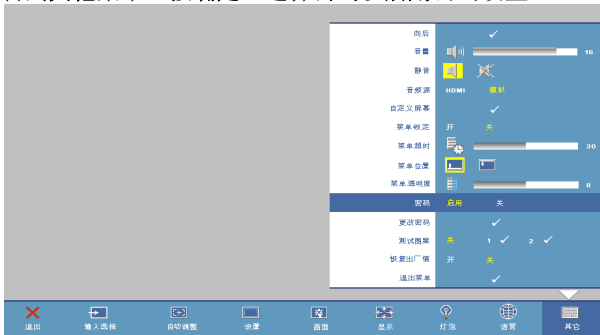 向后
音量 16
静音
音频源 HDMI 模拟
自定义屏幕
菜单锁定 开 关
菜单超时 30
菜单位置
菜单透明度 0
密码 启用 关
更改密码
测试图案 关 1 2
恢复出厂值 开 关
退出菜单
退出 输入选择 自动调整 设置 画面 显示 灯泡 语言 其它